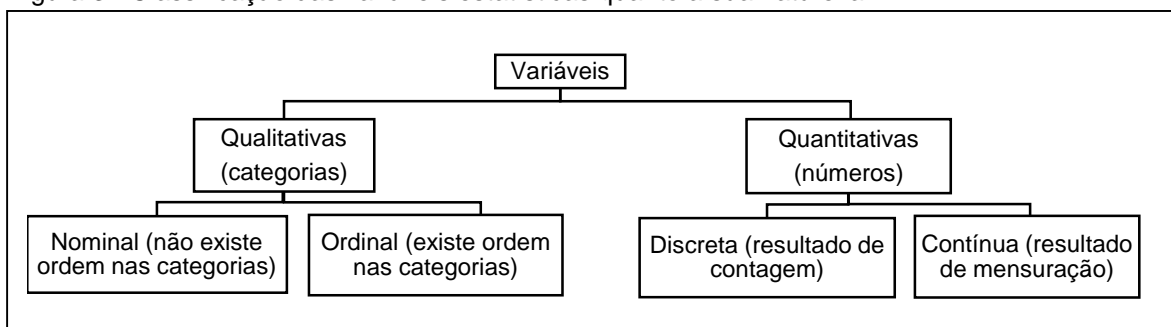 Variáveis
Qualitativas
(categorias)
Quantitativas
(números)
Nominal (não existe
ordem nas categorias)
Ordinal (existe ordem
nas categorias)
Discreta (resultado de
contagem)
Contínua (resultado
de mensuração)